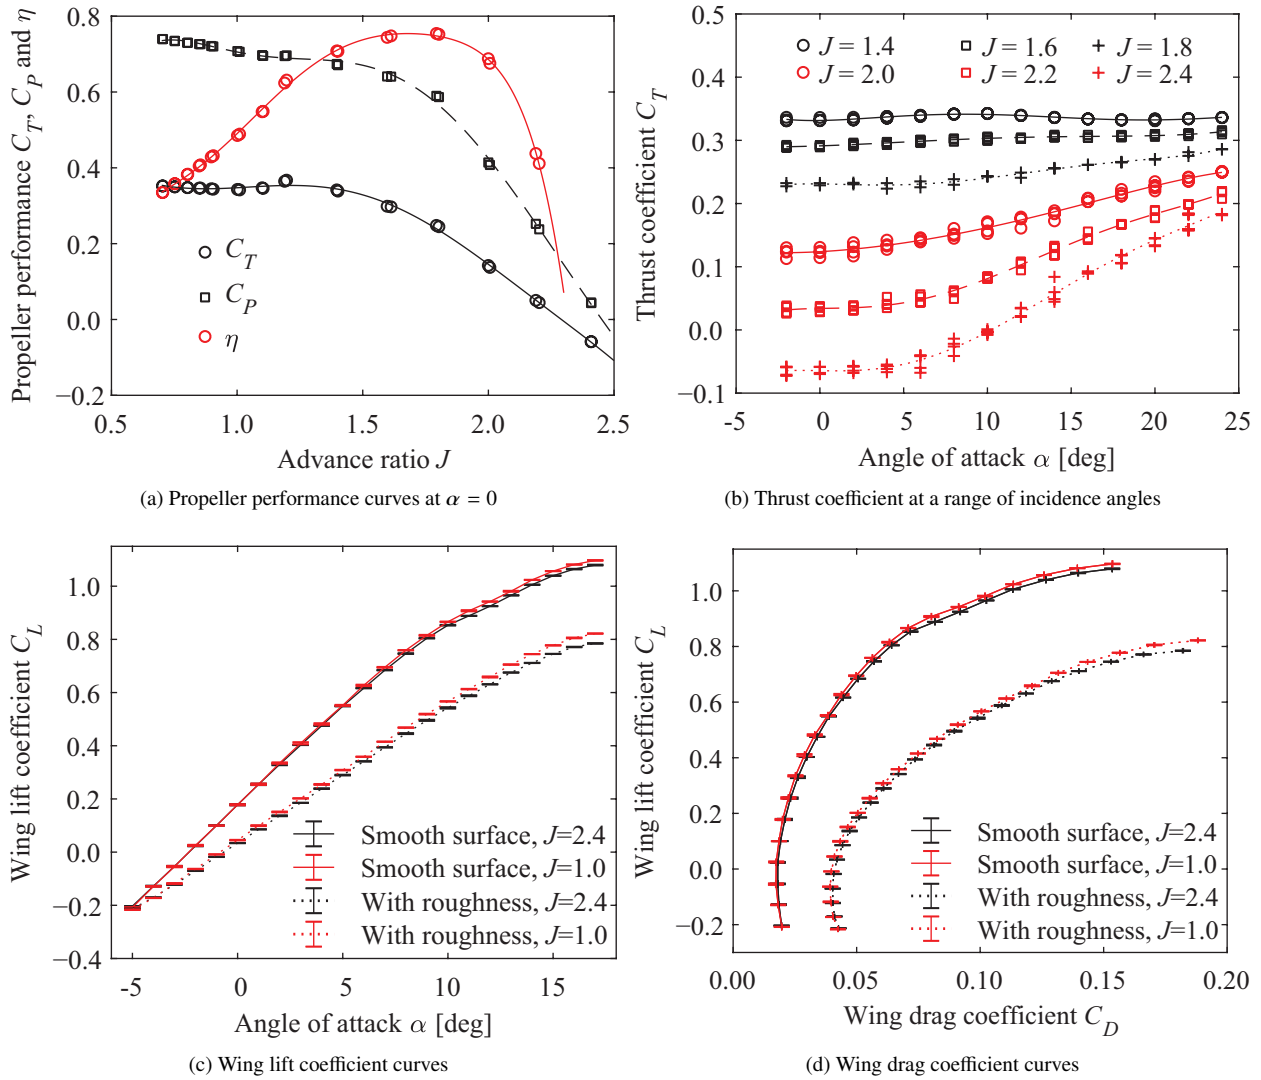 Propeller performance C_T, C_P and η
0.8
0.6
0.4
0.2
0.0
−0.2
C_T
C_P
η
0.5
1.0
1.5
2.0
2.5
Advance ratio J
(a) Propeller performance curves at α = 0
Thrust coefficient C_T
0.5
0.4
0.3
0.2
0.1
0.0
−0.1
J = 1.4
J = 1.6
J = 1.8
J = 2.0
J = 2.2
J = 2.4
-5
0
5
10
15
20
25
Angle of attack α [deg]
(b) Thrust coefficient at a range of incidence angles
Wing lift coefficient C_L
1.0
0.8
0.6
0.4
0.2
0.0
−0.2
−0.4
Smooth surface, J=2.4
Smooth surface, J=1.0
With roughness, J=2.4
With roughness, J=1.0
-5
0
5
10
15
Angle of attack α [deg]
(c) Wing lift coefficient curves
Wing lift coefficient C_L
1.0
0.8
0.6
0.4
0.2
0.0
−0.2
Smooth surface, J=2.4
Smooth surface, J=1.0
With roughness, J=2.4
With roughness, J=1.0
0.00
0.05
0.10
0.15
0.20
Wing drag coefficient C_D
(d) Wing drag coefficient curves